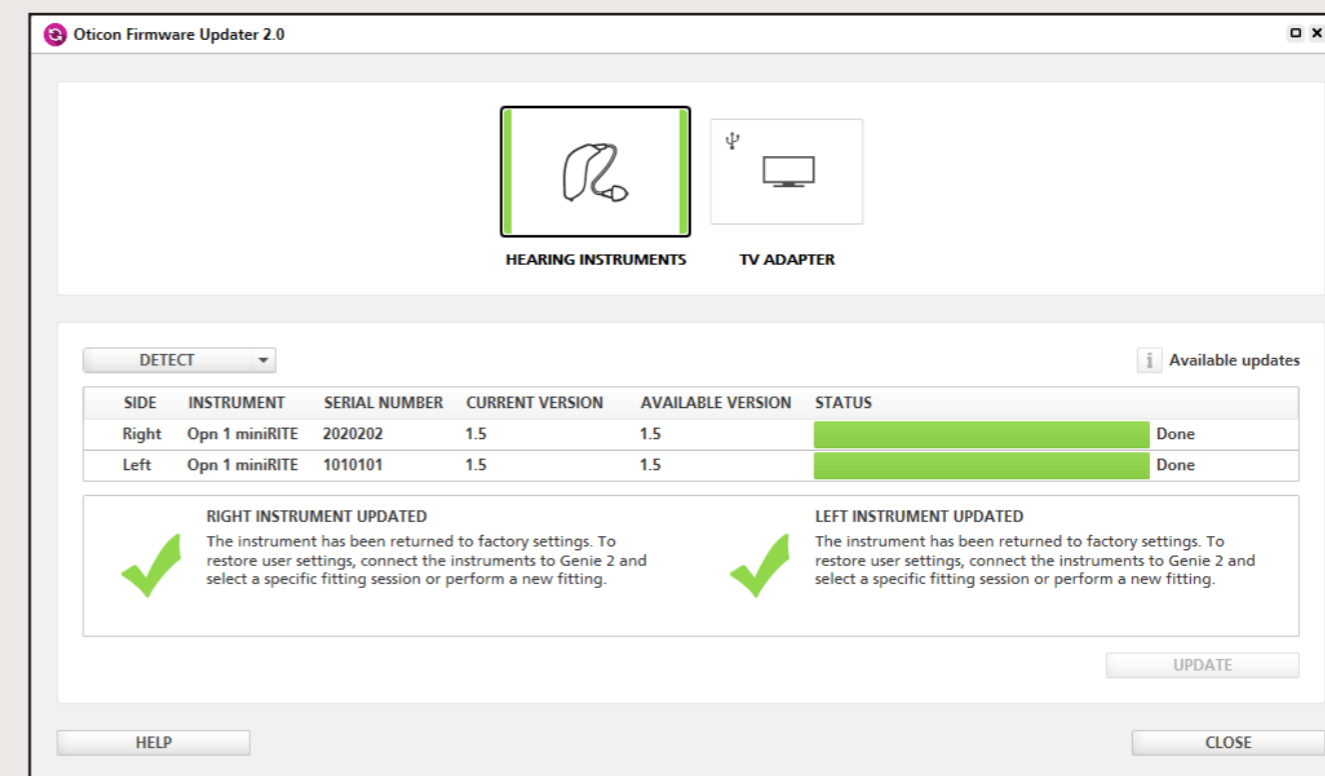 Oticon Firmware Updater 2.0
HEARING INSTRUMENTS TV ADAPTER
DETECT
i Available updates
SIDE INSTRUMENT SERIAL NUMBER CURRENT VERSION AVAILABLE VERSION STATUS
Right Opn 1 miniRITE 2020202 1.5 1.5 Done
Left Opn 1 miniRITE 1010101 1.5 1.5 Done
RIGHT INSTRUMENT UPDATED
The instrument has been returned to factory settings. To
restore user settings, connect the instruments to Genie 2 and
select a specific fitting session or perform a new fitting.
LEFT INSTRUMENT UPDATED
The instrument has been returned to factory settings. To
restore user settings, connect the instruments to Genie 2 and
select a specific fitting session or perform a new fitting.
UPDATE
HELP CLOSE